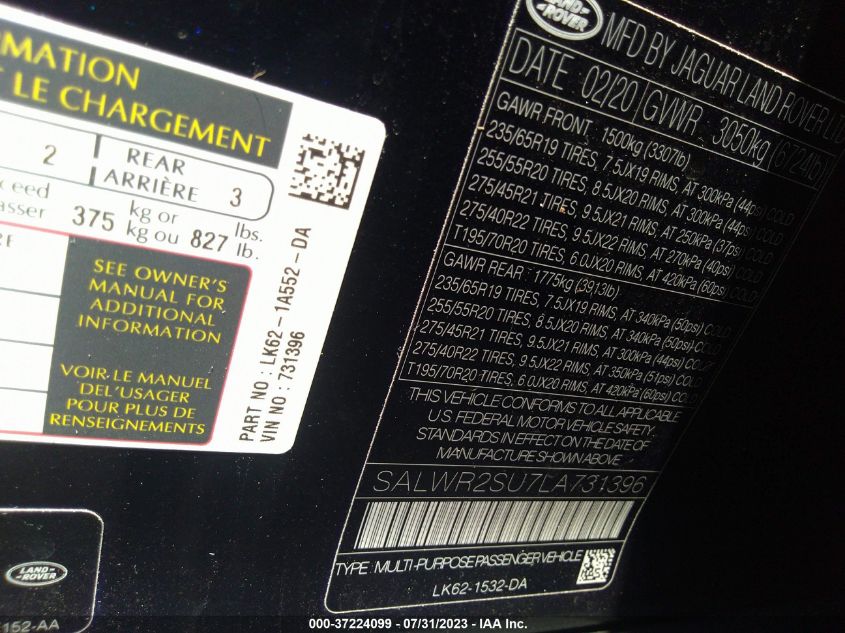 RMATION
T LE CHARGEMENT
2 REAR ARRIÈRE 3
ceed
asser 375 kg or kg ou 827 lbs. lb.
RE
SEE OWNER'S
MANUAL FOR
ADDITIONAL
INFORMATION
VOIR LE MANUEL
DEL'USAGER
POUR PLUS DE
RENSEIGNEMENTS
PART NO : LK62-1A552-DA
VIN NO : 731396
LAND ROVER
152-AA
LAND-ROVER
MFD BY JAGUAR LAND ROVER LTD
DATE 02/20 GVWR 3050kg (6724lb)
GAWR FRONT 1500kg (3307lb)
235/65R19 TIRES, 7.5JX19 RIMS, AT 300kPa (44psi) COLD
255/55R20 TIRES, 8.5JX20 RIMS, AT 300kPa (44psi) COLD
275/45R21 TIRES, 9.5JX21 RIMS, AT 250kPa (37psi) COLD
275/40R22 TIRES, 9.5JX22 RIMS, AT 270kPa (40psi) COLD
T195/70R20 TIRES, 6.0JX20 RIMS, AT 420kPa (60psi) COLD
GAWR REAR 1775kg (3913lb)
235/65R19 TIRES, 7.5JX19 RIMS, AT 340kPa (50psi) COLD
255/55R20 TIRES, 8.5JX20 RIMS, AT 340kPa (50psi) COLD
275/45R21 TIRES, 9.5JX21 RIMS, AT 300kPa (44psi) COLD
275/40R22 TIRES, 9.5JX22 RIMS, AT 350kPa (51psi) COLD
T195/70R20 TIRES, 6.0JX20 RIMS, AT 420kPa (60psi) COLD
THIS VEHICLE CONFORMS TO ALL APPLICABLE
U.S. FEDERAL MOTOR VEHICLE SAFETY
STANDARDS IN EFFECT ON THE DATE OF
MANUFACTURE SHOWN ABOVE
SALWR2SU7LA731396
TYPE : MULTI-PURPOSE PASSENGER VEHICLE
LK62-1532-DA
000-37224099 - 07/31/2023 - IAA Inc.